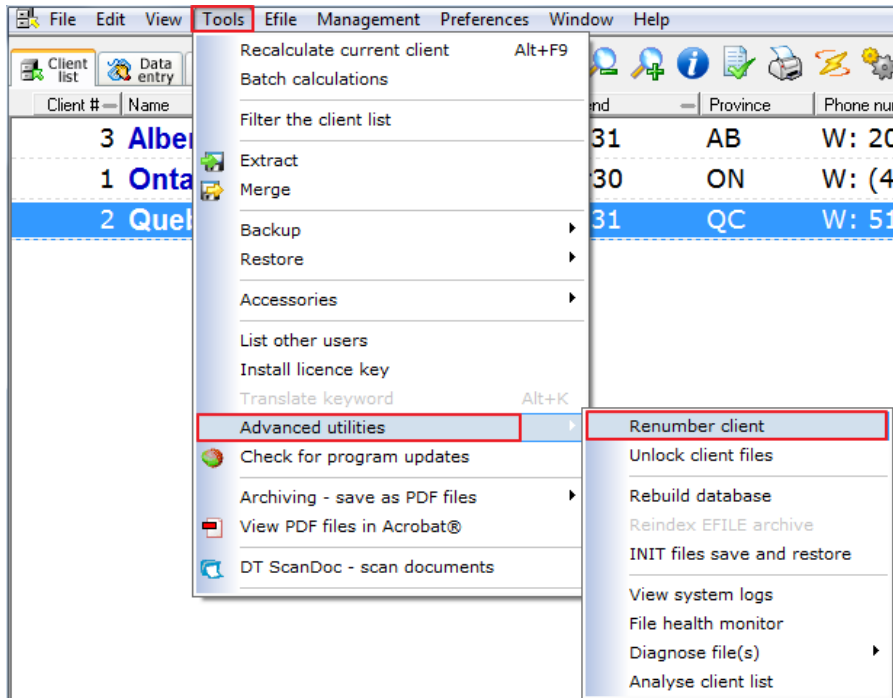 File Edit View Tools Efile Management Preferences Window Help
Client list
Data entry
Client # Name
Province
Phone
3 Alber
31 AB W: 20
1 Onta
30 ON W: (4
2 Queb
31 QC W: 51
Recalculate current client Alt+F9
Batch calculations
Filter the client list
Extract
Merge
Backup
Restore
Accessories
List other users
Install licence key
Translate keyword Alt+K
Advanced utilities
Check for program updates
Archiving - save as PDF files
View PDF files in Acrobat®
DT ScanDoc - scan documents
Renumber client
Unlock client files
Rebuild database
Reindex EFILE archive
INIT files save and restore
View system logs
File health monitor
Diagnose file(s)
Analyse client list